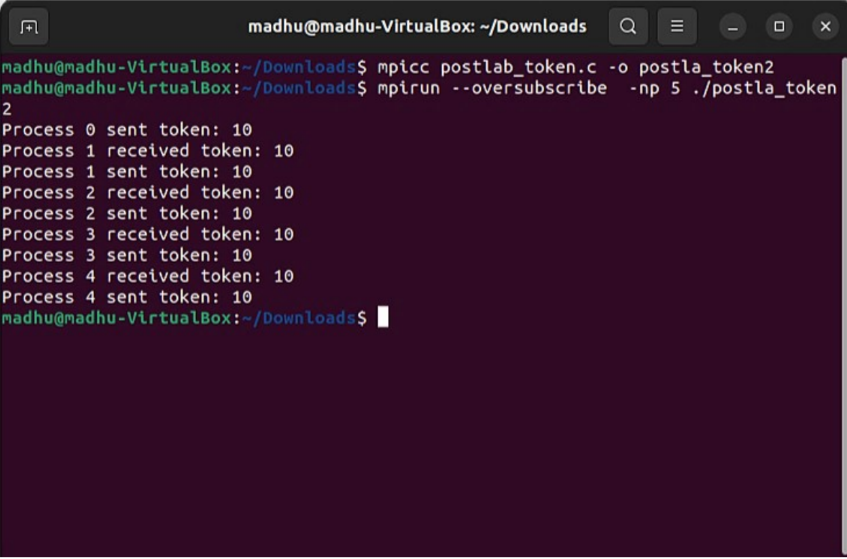 madhu@madhu-VirtualBox: ~/Downloads
madhu@madhu-VirtualBox:~/Downloads$ mpicc postlab_token.c -o postla_token2
madhu@madhu-VirtualBox:~/Downloads$ mpirun --oversubscribe  -np 5 ./postla_token
2
Process 0 sent token: 10
Process 1 received token: 10
Process 1 sent token: 10
Process 2 received token: 10
Process 2 sent token: 10
Process 3 received token: 10
Process 3 sent token: 10
Process 4 received token: 10
Process 4 sent token: 10
madhu@madhu-VirtualBox:~/Downloads$